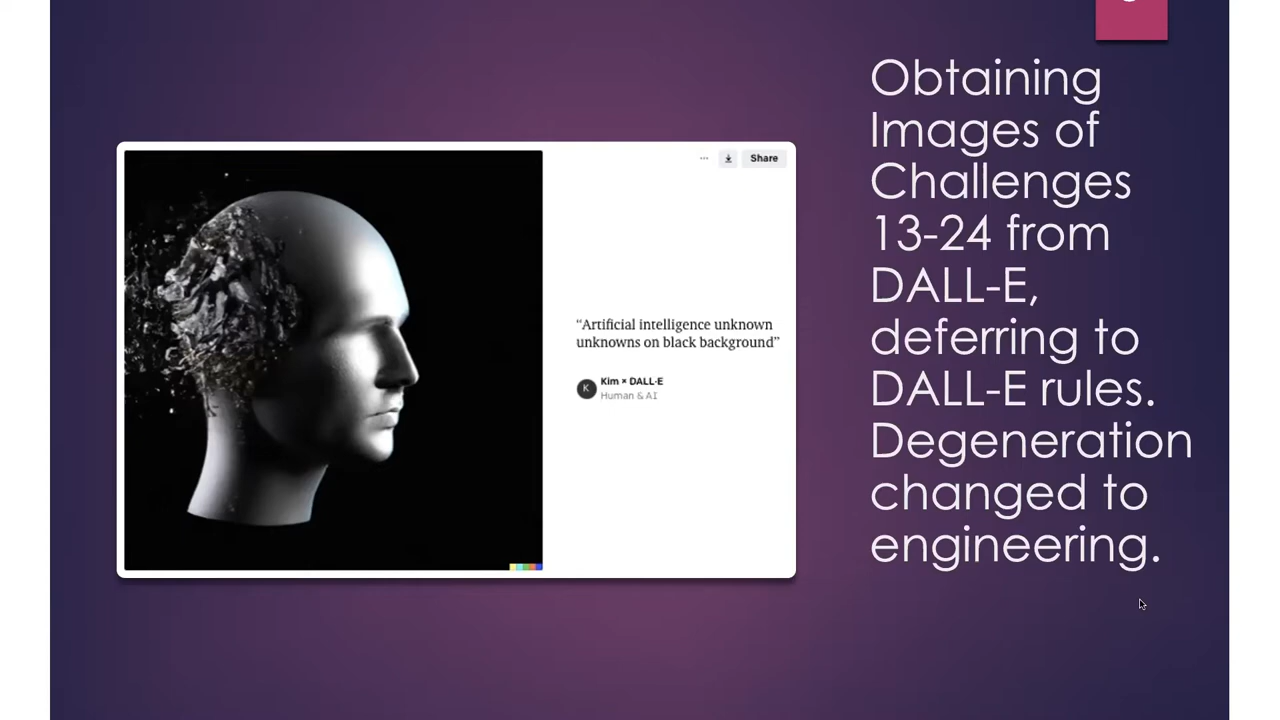 Obtaining
Images of
Challenges
13-24 from
DALL-E,
deferring to
DALL-E rules.
Degeneration
changed to
engineering.
Share
“Artificial intelligence unknown
unknowns on black background”
K
Kim × DALL·E
Human & AI